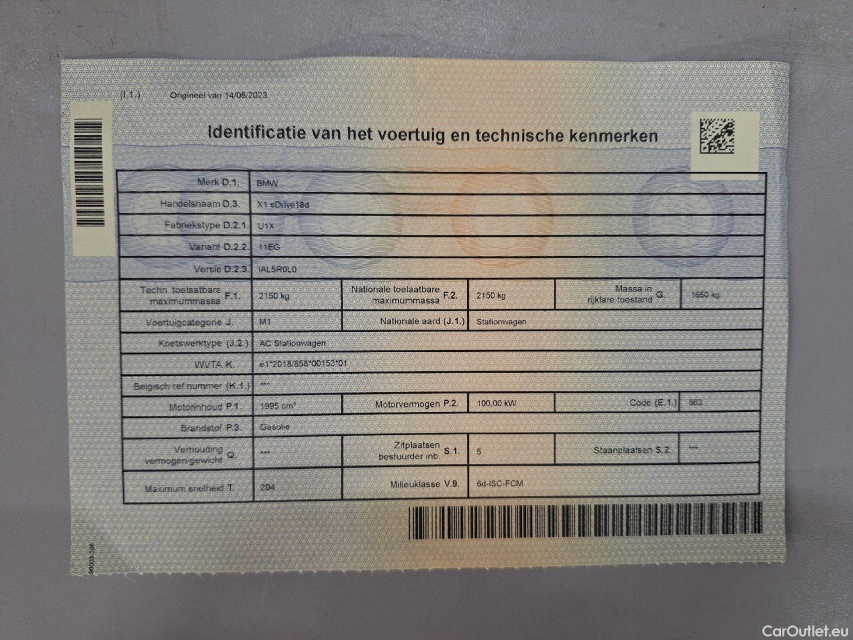 (I.1.) Origineel van 14/06/2023
Identificatie van het voertuig en technische kenmerken
Merk D.1. BMW
Handelsnaam D.3. X1 sDrive18d
Fabriekstype D.2.1. U1X
Variant D.2.2. 11EG
Versie D.2.3. IAL5R0L0
Techn. toelaatbare maximummassa F.1. 2150 kg Nationale toelaatbare maximummassa F.2. 2150 kg Massa in rijklare toestand G. 1650 kg
Voertuigcategorie J. M1 Nationale aard (J.1.) Stationwagen
Koetswerktype (J.2.) AC Stationwagen
WVTA K. e1*2018/858*00153*01
Belgisch ref.nummer (K.1.) ***
Motorinhoud P.1. 1995 cm³ Motorvermogen P.2. 100,00 kW Code (E.1.) 663
Brandstof P.3. Gasolie
Verhouding vermogen/gewicht Q. *** Zitplaatsen bestuurder inb. S.1. 5 Staanplaatsen S.2. ***
Maximum snelheid T. 204 Milieuklasse V.9. 6d-ISC-FCM
CarOutlet.eu